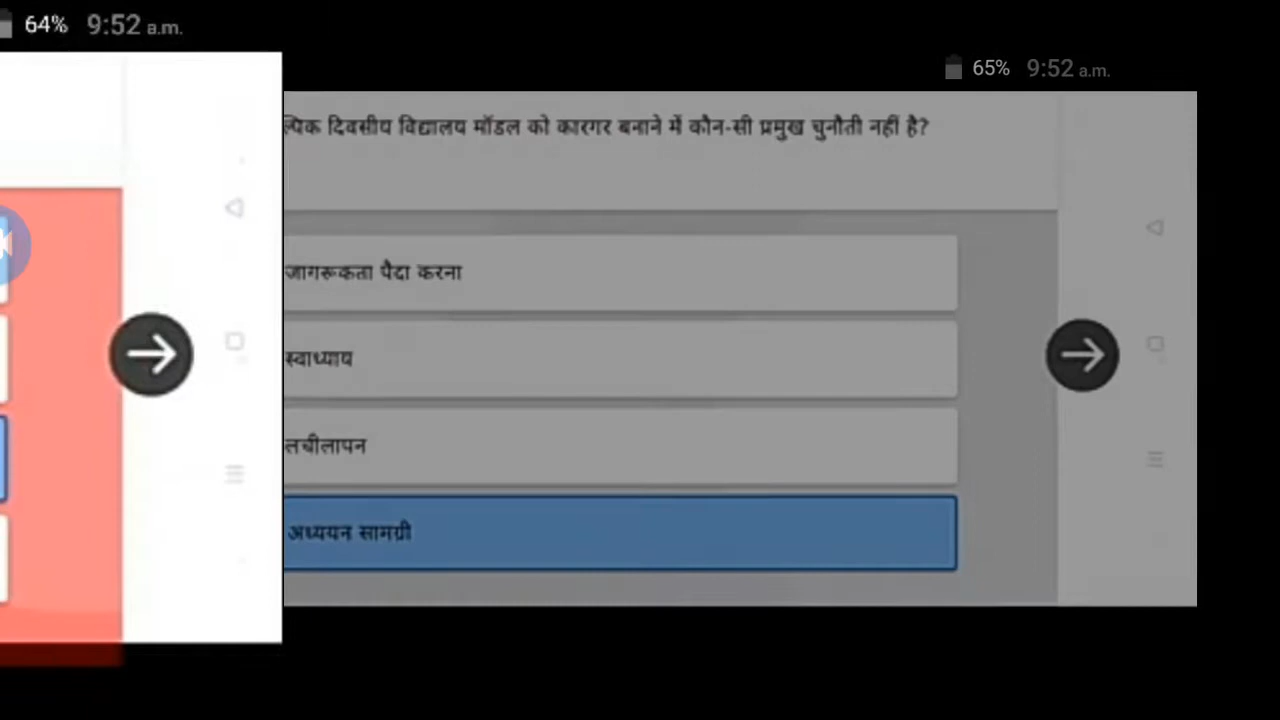 64% 9:52 a.m.
65% 9:52 a.m.
दिवसीय विद्यालय मॉडल को कारगर बनाने में कौन-सी प्रमुख चुनौती नहीं है?
जागरूकता पैदा करना
स्वाध्याय
लचीलापन
अध्ययन सामग्री